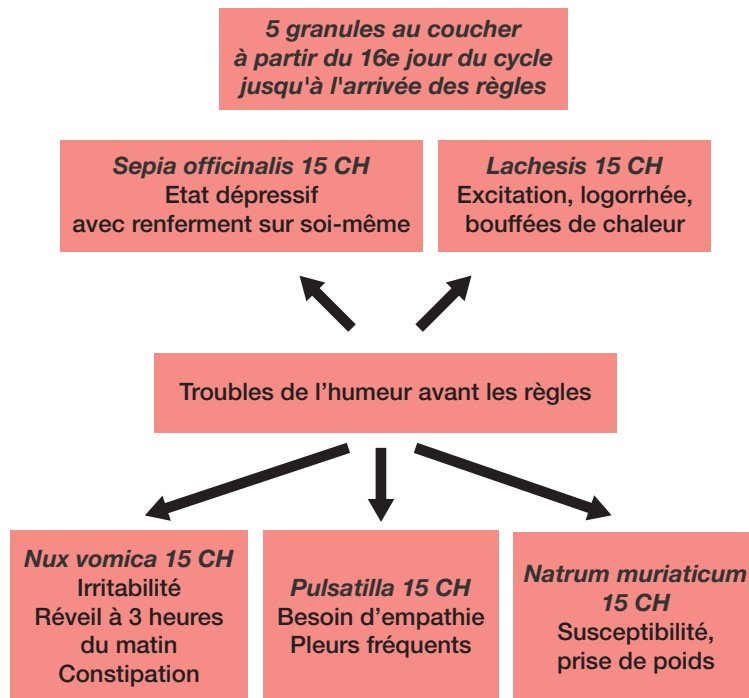 5 granules au coucher
à partir du 16e jour du cycle
jusqu'à l'arrivée des règles
Sepia officinalis 15 CH
Etat dépressif
avec renferment sur soi-même
Lachesis 15 CH
Excitation, logorrhée,
bouffées de chaleur
Troubles de l’humeur avant les règles
Nux vomica 15 CH
Irritabilité
Réveil à 3 heures
du matin
Constipation
Pulsatilla 15 CH
Besoin d’empathie
Pleurs fréquents
Natrum muriaticum
15 CH
Susceptibilité,
prise de poids